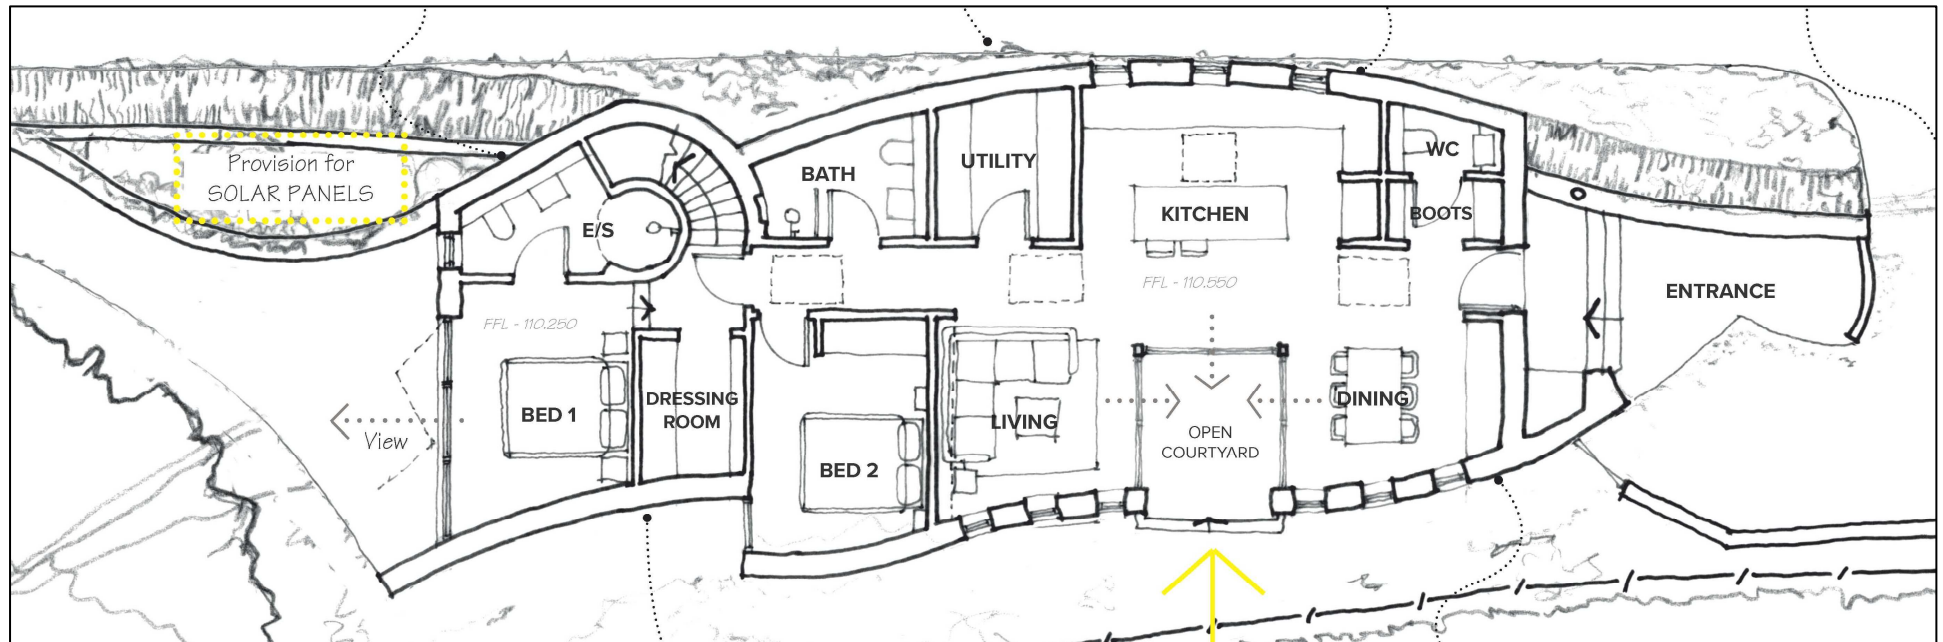 Provision for
SOLAR PANELS
BATH
UTILITY
WC
KITCHEN
BOOTS
E/S
FFL - 110.550
ENTRANCE
FFL - 110.250
BED 1
DRESSING
ROOM
View
BED 2
LIVING
OPEN
COURTYARD
DINING